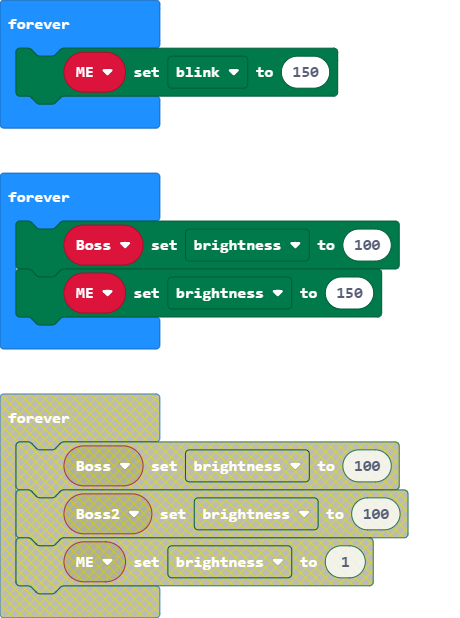 forever
ME set blink to 150
forever
Boss set brightness to 100
ME set brightness to 150
forever
Boss set brightness to 100
Boss2 set brightness to 100
ME set brightness to 1